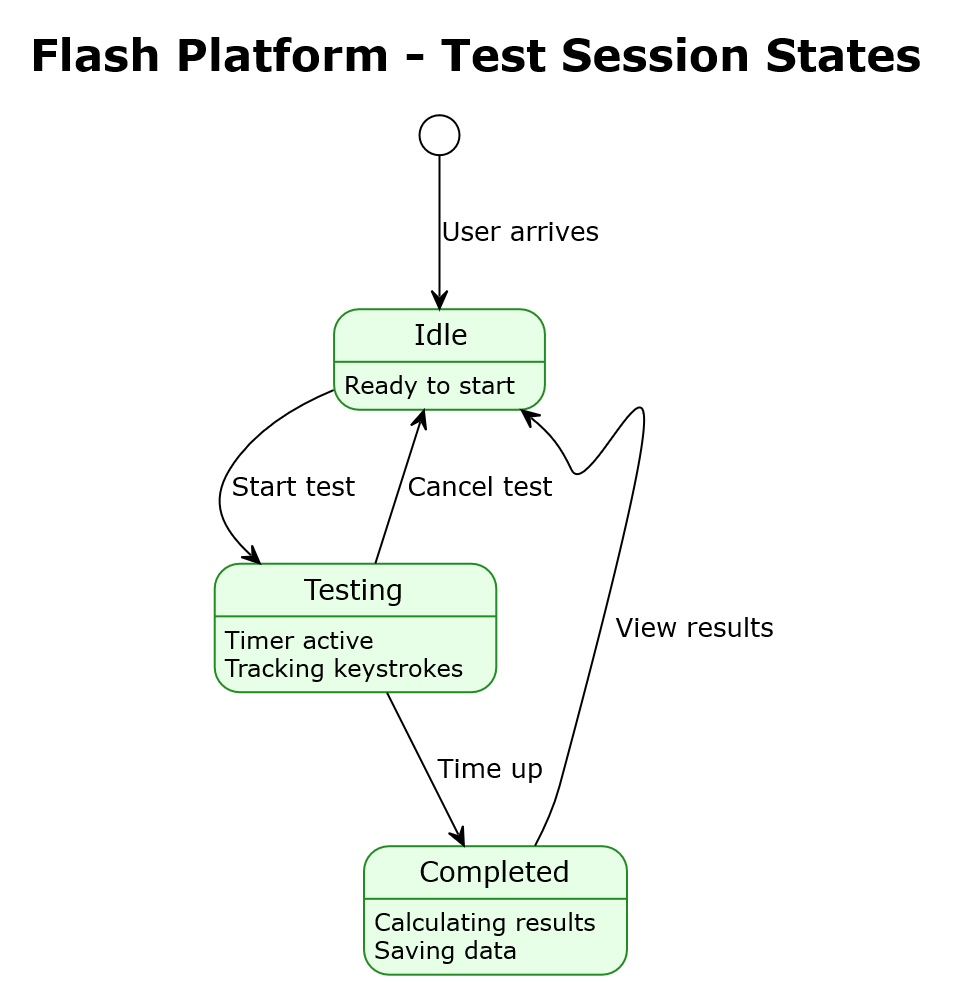 Flash Platform – Test Session States
User arrives
Idle
Ready to start
Start test
Cancel test
Testing
Timer active
Tracking keystrokes
View results
Time up
Completed
Calculating results
Saving data